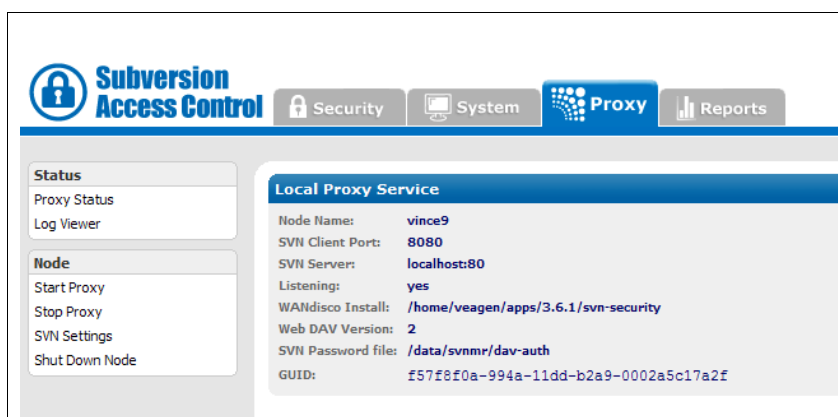 Subversion
Access Control
Security
System
Proxy
Reports
Status
Proxy Status
Log Viewer
Node
Start Proxy
Stop Proxy
SVN Settings
Shut Down Node
Local Proxy Service
Node Name: vince9
SVN Client Port: 8080
SVN Server: localhost:80
Listening: yes
WANdisco Install: /home/veagen/apps/3.6.1/svn-security
Web DAV Version: 2
SVN Password file: /data/svnmr/dav-auth
GUID: f57f8f0a-994a-11dd-b2a9-0002a5c17a2f